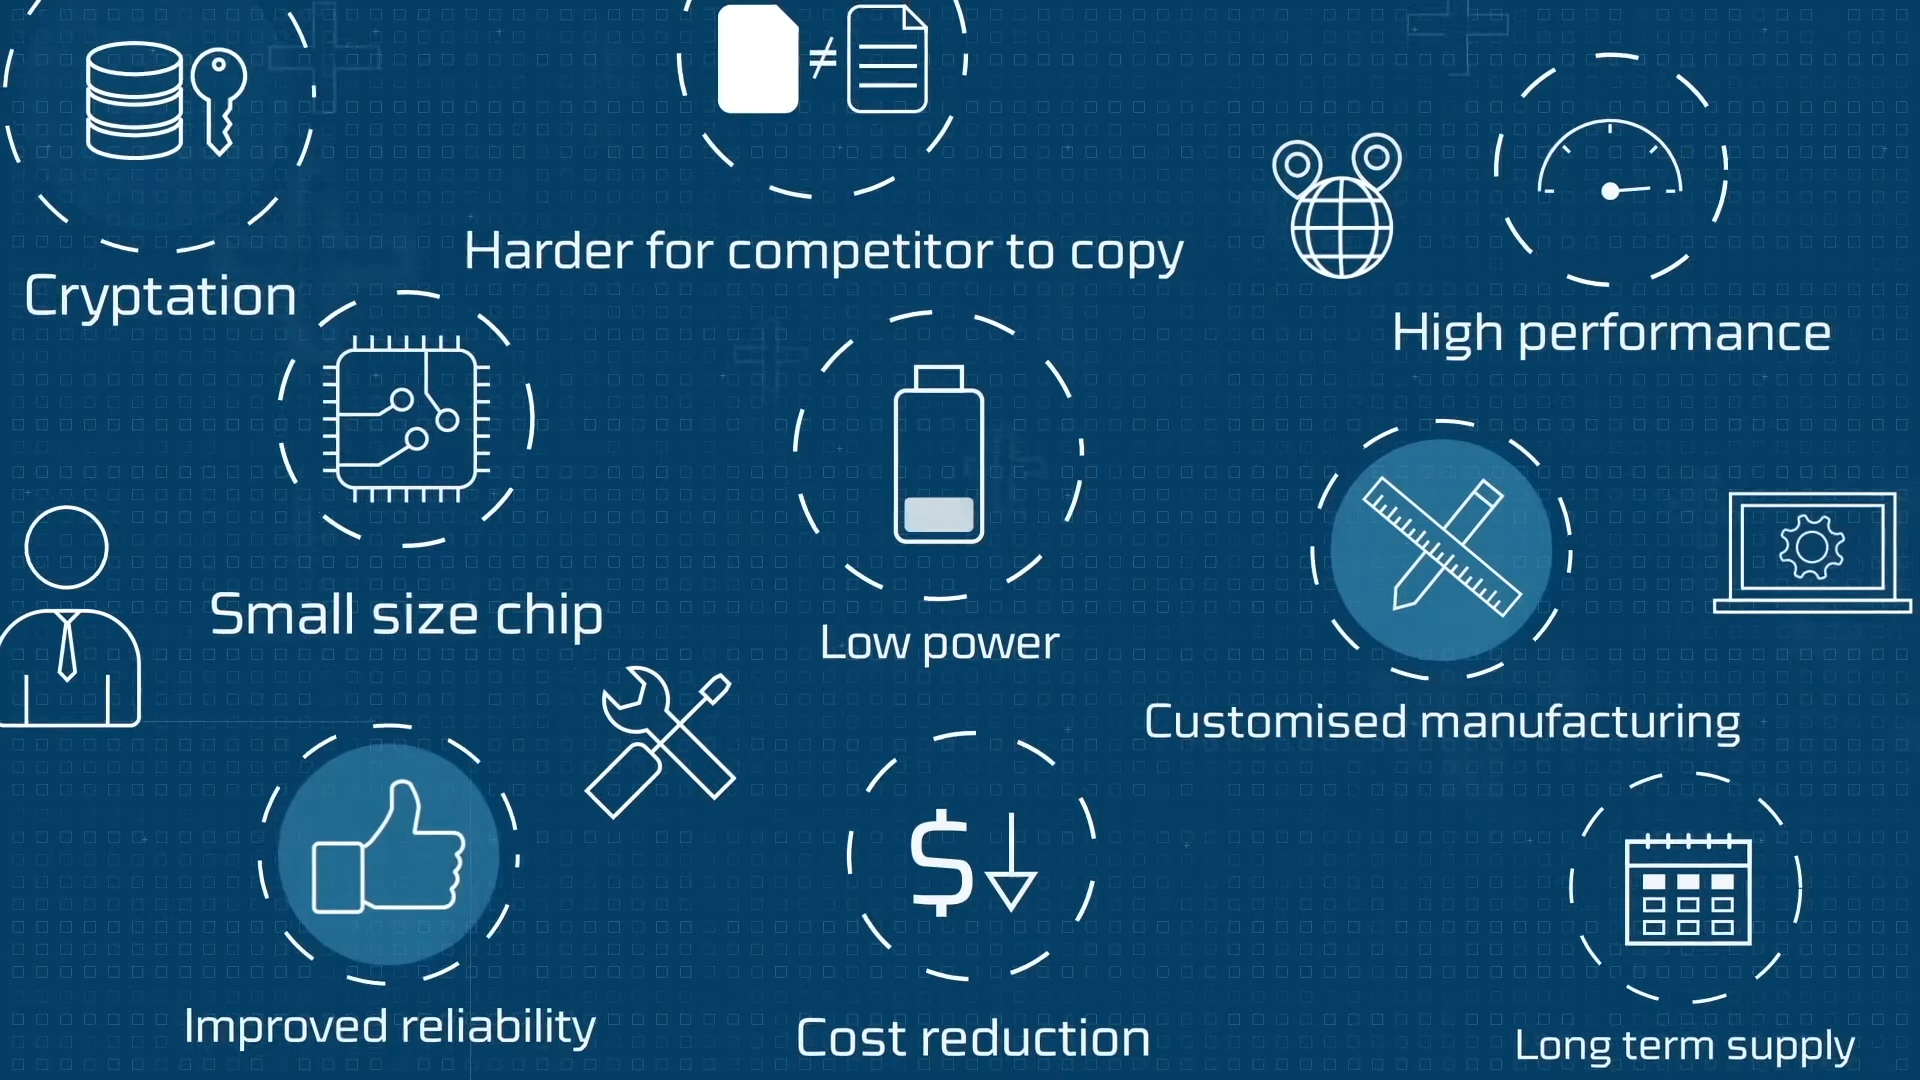 Cryptation
Harder for competitor to copy
High performance
Small size chip
Low power
Customised manufacturing
Improved reliability
Cost reduction
Long term supply